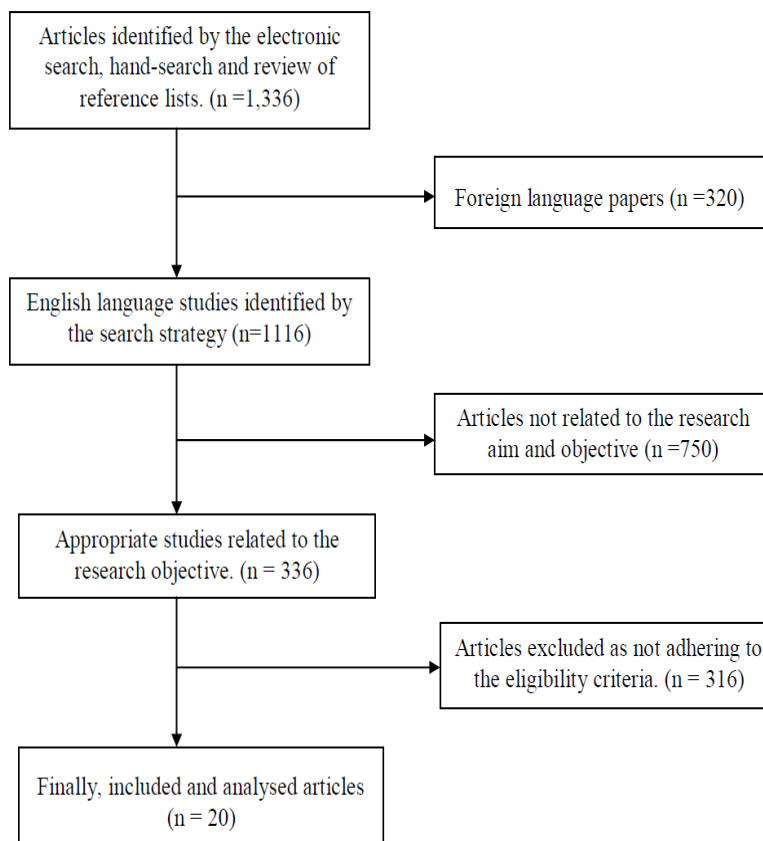 Articles identified by the electronic
search, hand-search and review of
reference lists. (n =1,336)
Foreign language papers (n =320)
English language studies identified by
the search strategy (n=1116)
Articles not related to the research
aim and objective (n =750)
Appropriate studies related to the
research objective. (n = 336)
Articles excluded as not adhering to
the eligibility criteria. (n = 316)
Finally, included and analysed articles
(n = 20)